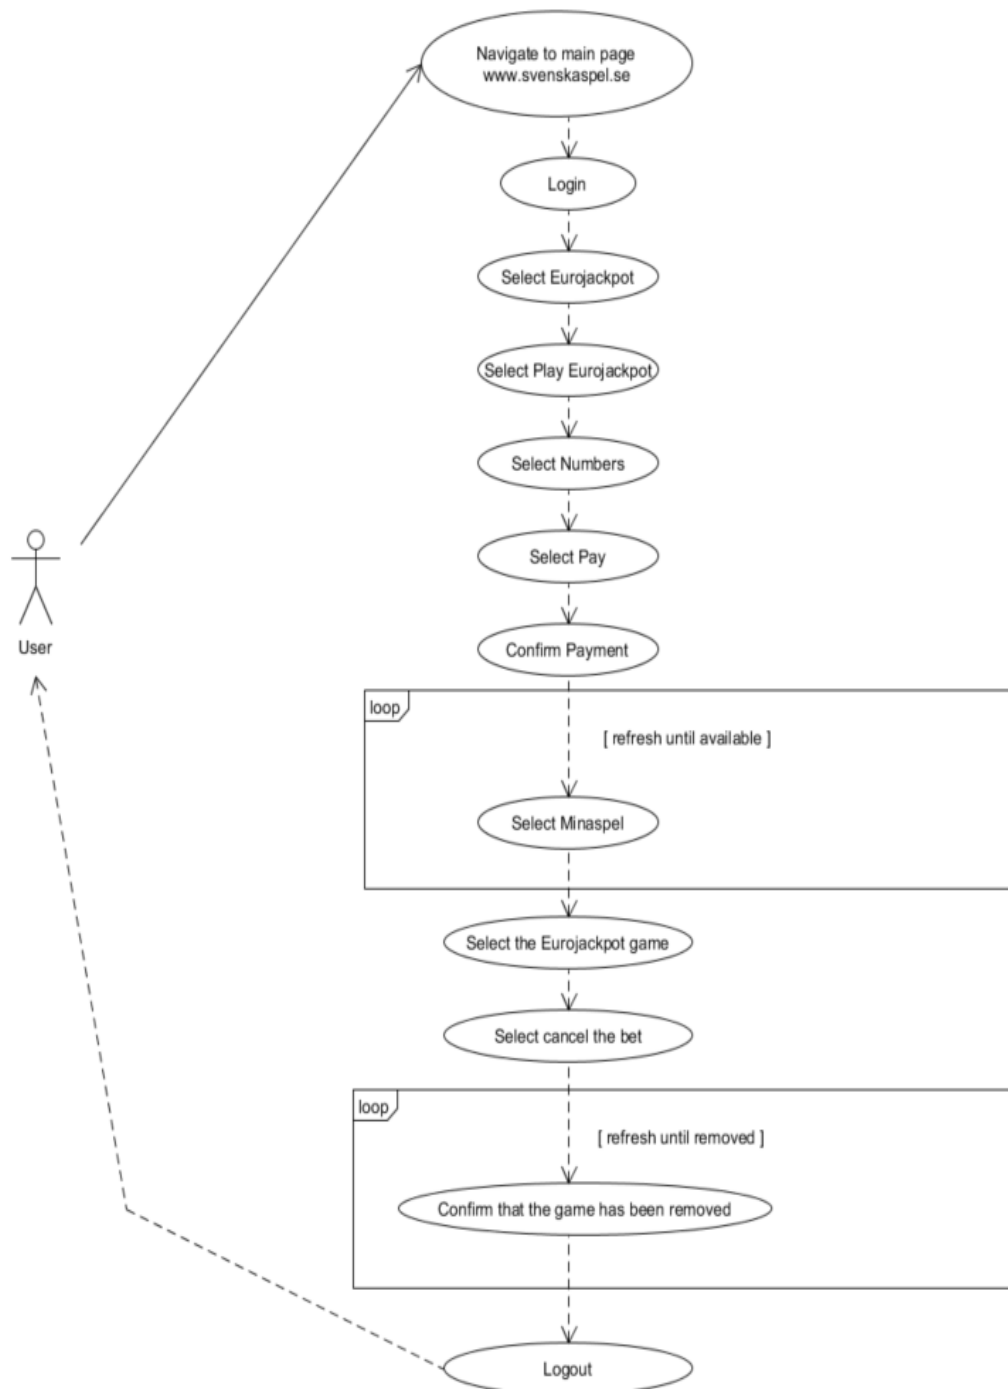 Navigate to main page
www.svenskaspel.se
Login
Select Eurojackpot
Select Play Eurojackpot
Select Numbers
Select Pay
User
Confirm Payment
loop
[ refresh until available ]
Select Minaspel
Select the Eurojackpot game
Select cancel the bet
loop
[ refresh until removed ]
Confirm that the game has been removed
Logout